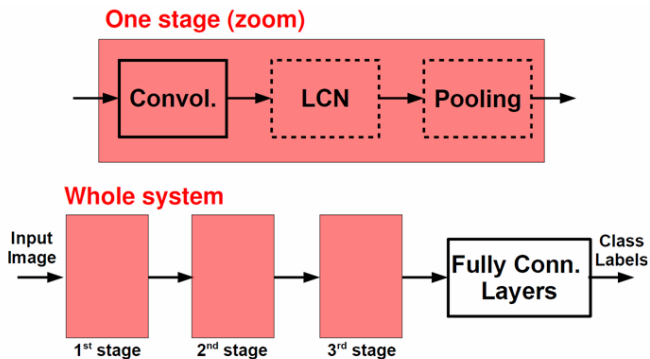 One stage (zoom)
Convol.
LCN
Pooling
Whole system
Input
Image
1st stage
2nd stage
3rd stage
Fully Conn.
Layers
Class
Labels